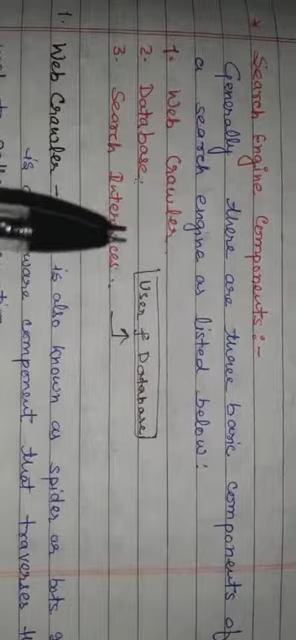 * Search Engine Components :-
Generally there are three basic components of
a search engine as listed below :
1. Web Crawler
2. Database.
3. Search Interfaces.
User & Database
1. Web Crawler - is also known as spider or bots
is component that traverses